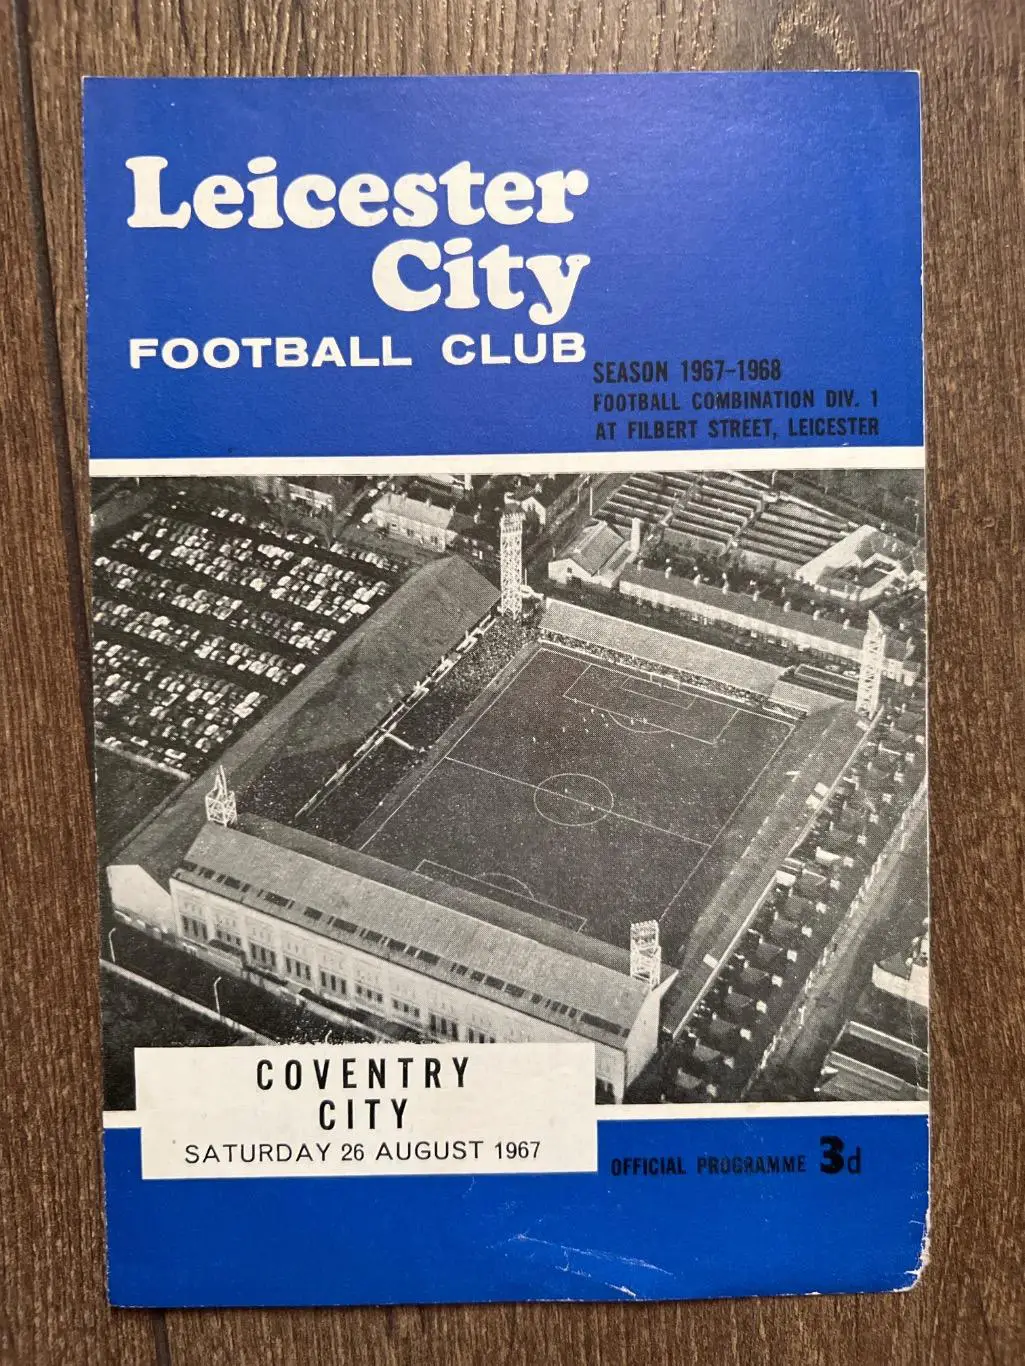 Leicester
City
FOOTBALL CLUB
SEASON 1967-1968
FOOTBALL COMBINATION DIV. 1
AT FILBERT STREET, LEICESTER
COVENTRY
CITY
SATURDAY 26 AUGUST 1967
OFFICIAL PROGRAMME 3d